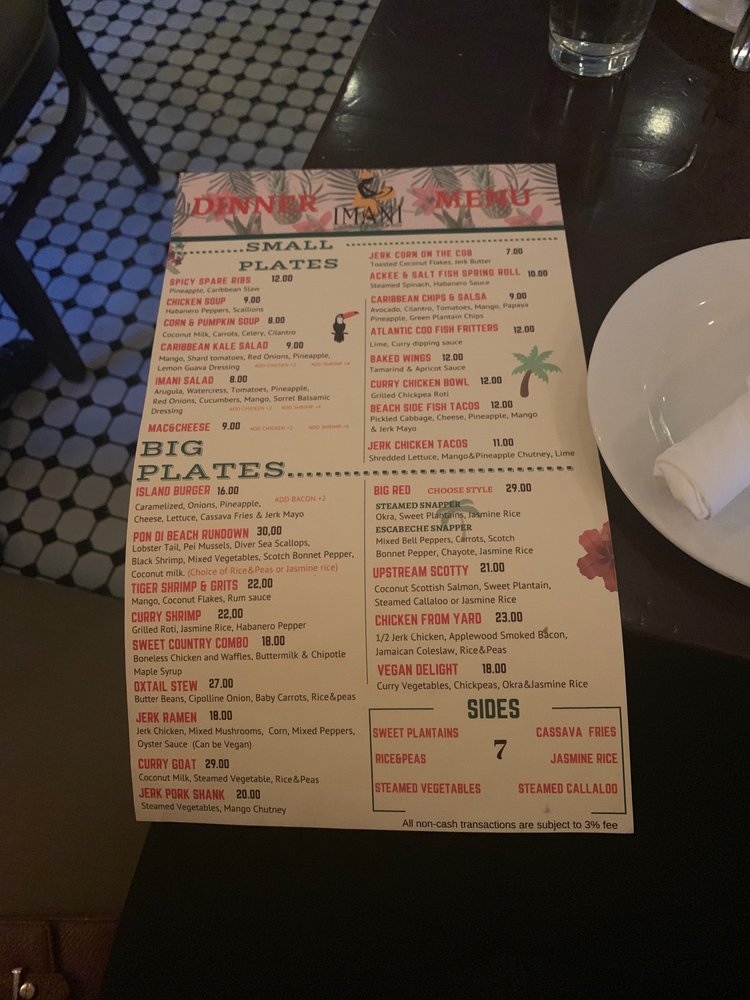 DINNER IMANI MENU
SMALL
PLATES
SPICY SPARE RIBS 12.00
Pineapple, Caribbean Slaw
CHICKEN SOUP 9.00
Habanero Peppers, Scallions
CORN & PUMPKIN SOUP 8.00
Coconut Milk, Carrots, Celery, Cilantro
CARIBBEAN KALE SALAD 9.00
Mango, Shard tomatoes, Red Onions, Pineapple,
Lemon Guava Dressing ADD CHICKEN +3 ADD SHRIMP +4
IMANI SALAD 8.00
Arugula, Watercress, Tomatoes, Pineapple,
Red Onions, Cucumbers, Mango, Sorrel Balsamic
Dressing ADD CHICKEN +3 ADD SHRIMP +4
MAC&CHEESE 9.00 ADD CHICKEN +3 ADD SHRIMP +4
JERK CORN ON THE COB 7.00
Toasted Coconut Flakes, Jerk Butter
ACKEE & SALT FISH SPRING ROLL 10.00
Steamed Spinach, Habanero Sauce
CARIBBEAN CHIPS & SALSA 9.00
Avocado, Cilantro, Tomatoes, Mango, Papaya
Pineapple, Green Plantain Chips
ATLANTIC COD FISH FRITTERS 12.00
Lime, Curry dipping sauce
BAKED WINGS 12.00
Tamarind & Apricot Sauce
CURRY CHICKEN BOWL 12.00
Grilled Chickpea Roti
BEACH SIDE FISH TACOS 12.00
Pickled Cabbage, Cheese, Pineapple, Mango
& Jerk Mayo
JERK CHICKEN TACOS 11.00
Shredded Lettuce, Mango&Pineapple Chutney, Lime
BIG
PLATES
ISLAND BURGER 16.00
Caramelized, Onions, Pineapple, ADD BACON +2
Cheese, Lettuce, Cassava Fries & Jerk Mayo
PON DI BEACH RUNDOWN 30,00
Lobster Tail, Pei Mussels, Diver Sea Scallops,
Black Shrimp, Mixed Vegetables, Scotch Bonnet Pepper,
Coconut milk, (Choice of Rice&Peas or Jasmine rice)
TIGER SHRIMP & GRITS 22,00
Mango, Coconut Flakes, Rum sauce
CURRY SHRIMP 22,00
Grilled Roti, Jasmine Rice, Habanero Pepper
SWEET COUNTRY COMBO 18.00
Boneless Chicken and Waffles, Buttermilk & Chipotle
Maple Syrup
OXTAIL STEW 27.00
Butter Beans, Cipolline Onion, Baby Carrots, Rice&peas
JERK RAMEN 18.00
Jerk Chicken, Mixed Mushrooms, Corn, Mixed Peppers,
Oyster Sauce (Can be Vegan)
CURRY GOAT 29.00
Coconut Milk, Steamed Vegetable, Rice&Peas
JERK PORK SHANK 20.00
Steamed Vegetables, Mango Chutney
BIG RED CHOOSE STYLE 29.00
STEAMED SNAPPER
Okra, Sweet Plantains, Jasmine Rice
ESCABECHE SNAPPER
Mixed Bell Peppers, Carrots, Scotch
Bonnet Pepper, Chayote, Jasmine Rice
UPSTREAM SCOTTY 21.00
Coconut Scottish Salmon, Sweet Plantain,
Steamed Callaloo or Jasmine Rice
CHICKEN FROM YARD 23.00
1/2 Jerk Chicken, Applewood Smoked Bacon,
Jamaican Coleslaw, Rice&Peas
VEGAN DELIGHT 18.00
Curry Vegetables, Chickpeas, Okra&Jasmine Rice
SIDES
SWEET PLANTAINS CASSAVA FRIES
7
RICE&PEAS JASMINE RICE
STEAMED VEGETABLES STEAMED CALLALOO
All non-cash transactions are subject to 3% fee